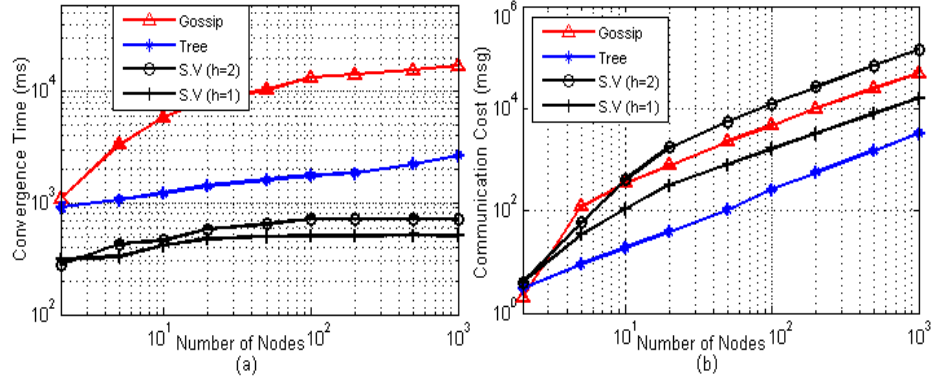 Gossip
Tree
S.V (h=2)
S.V (h=1)
Convergence Time (ms)
10^4
10^3
10^2
10^1
10^2
10^3
Number of Nodes
(a)
Gossip
Tree
S.V (h=2)
S.V (h=1)
Communication Cost (msg)
10^6
10^4
10^2
10^0
10^1
10^2
10^3
Number of Nodes
(b)